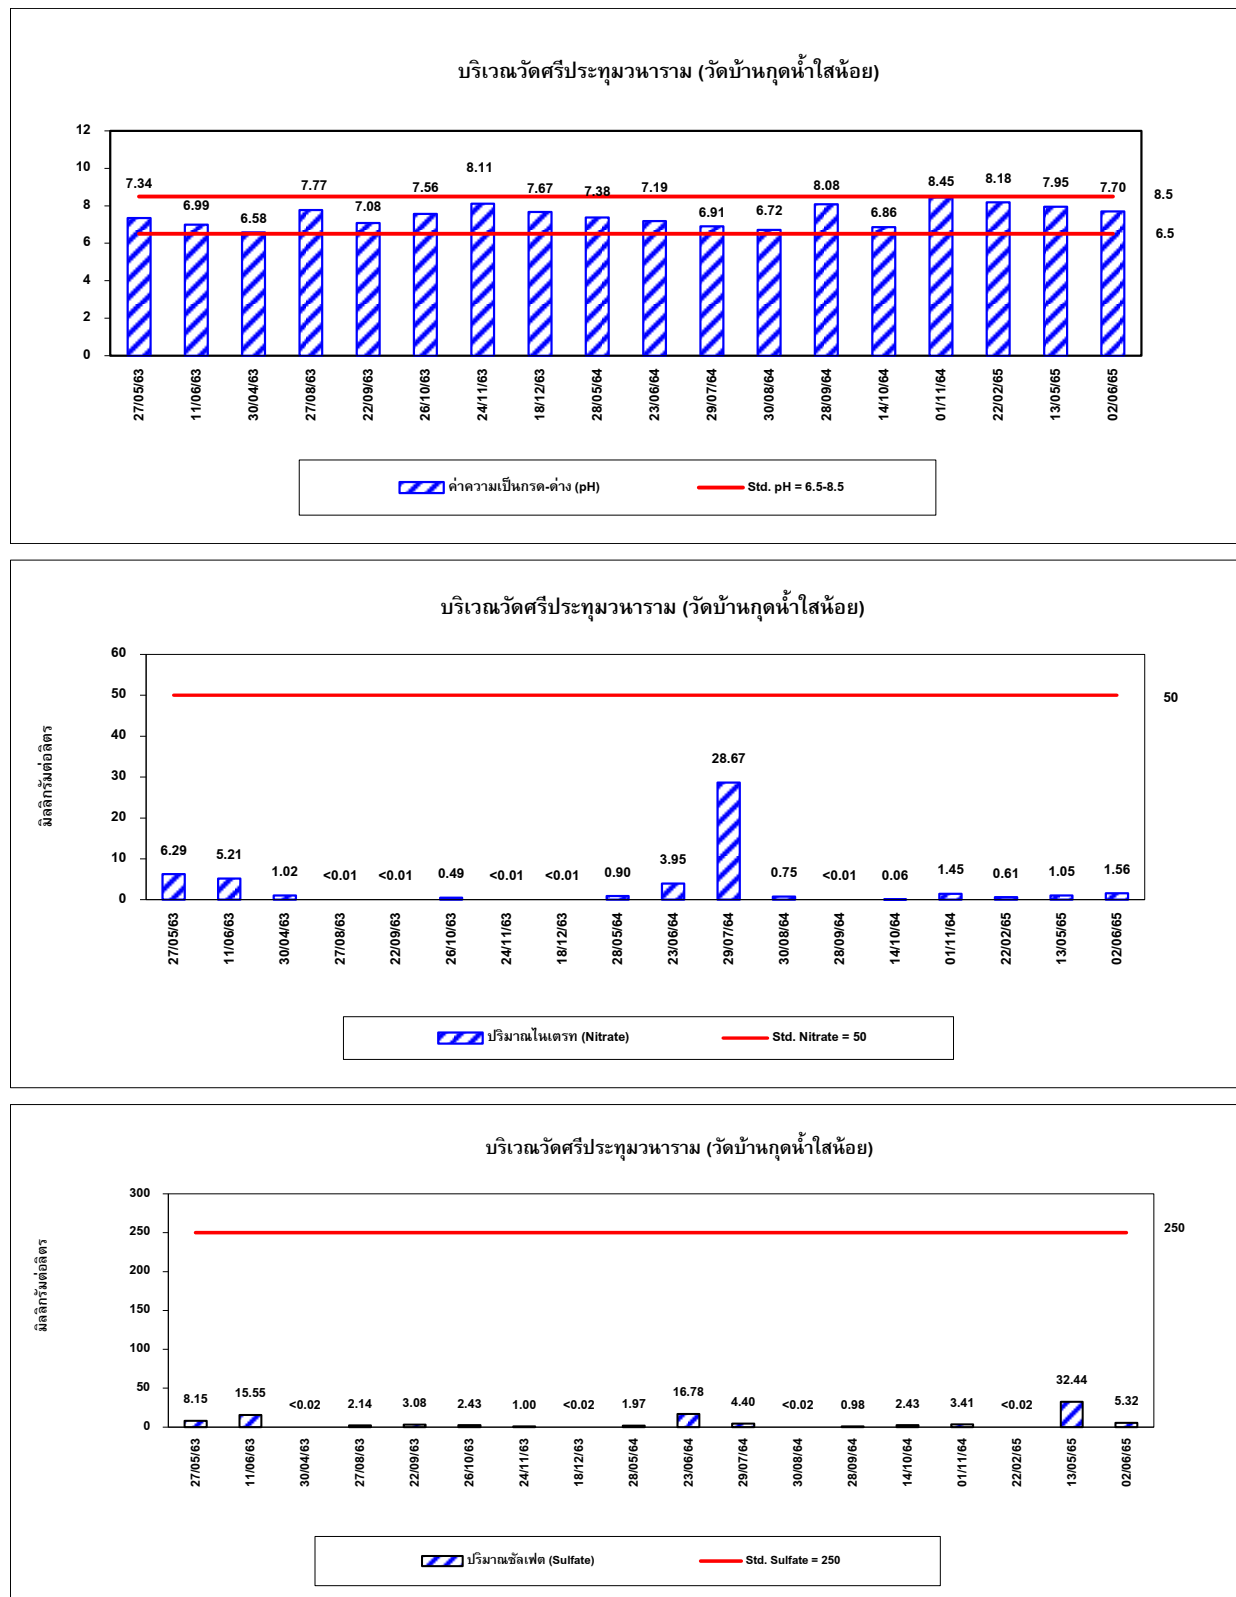 บริเวณวัดศรีประทุมวนาราม (วัดบ้านกุดน้ำใสน้อย)
12
10
8
6
4
2
0
7.34 6.99 6.58 7.77 7.08 7.56 8.11 7.67 7.38 7.19 6.91 6.72 8.08 6.86 8.45 8.18 7.95 7.70
8.5
6.5
27/05/63 11/06/63 30/04/63 27/08/63 22/09/63 26/10/63 24/11/63 18/12/63 28/05/64 23/06/64 29/07/64 30/08/64 28/09/64 14/10/64 01/11/64 22/02/65 13/05/65 02/06/65
ค่าความเป็นกรด-ด่าง (pH) Std. pH = 6.5-8.5
บริเวณวัดศรีประทุมวนาราม (วัดบ้านกุดน้ำใสน้อย)
มิลลิกรัมต่อลิตร
60
50
40
30
20
10
0
6.29 5.21 1.02 <0.01 <0.01 0.49 <0.01 <0.01 0.90 3.95 28.67 0.75 <0.01 0.06 1.45 0.61 1.05 1.56
50
27/05/63 11/06/63 30/04/63 27/08/63 22/09/63 26/10/63 24/11/63 18/12/63 28/05/64 23/06/64 29/07/64 30/08/64 28/09/64 14/10/64 01/11/64 22/02/65 13/05/65 02/06/65
ปริมาณไนเตรท (Nitrate) Std. Nitrate = 50
บริเวณวัดศรีประทุมวนาราม (วัดบ้านกุดน้ำใสน้อย)
มิลลิกรัมต่อลิตร
300
250
200
150
100
50
0
8.15 15.55 <0.02 2.14 3.08 2.43 1.00 <0.02 1.97 16.78 4.40 <0.02 0.98 2.43 3.41 <0.02 32.44 5.32
250
27/05/63 11/06/63 30/04/63 27/08/63 22/09/63 26/10/63 24/11/63 18/12/63 28/05/64 23/06/64 29/07/64 30/08/64 28/09/64 14/10/64 01/11/64 22/02/65 13/05/65 02/06/65
ปริมาณซัลเฟต (Sulfate) Std. Sulfate = 250